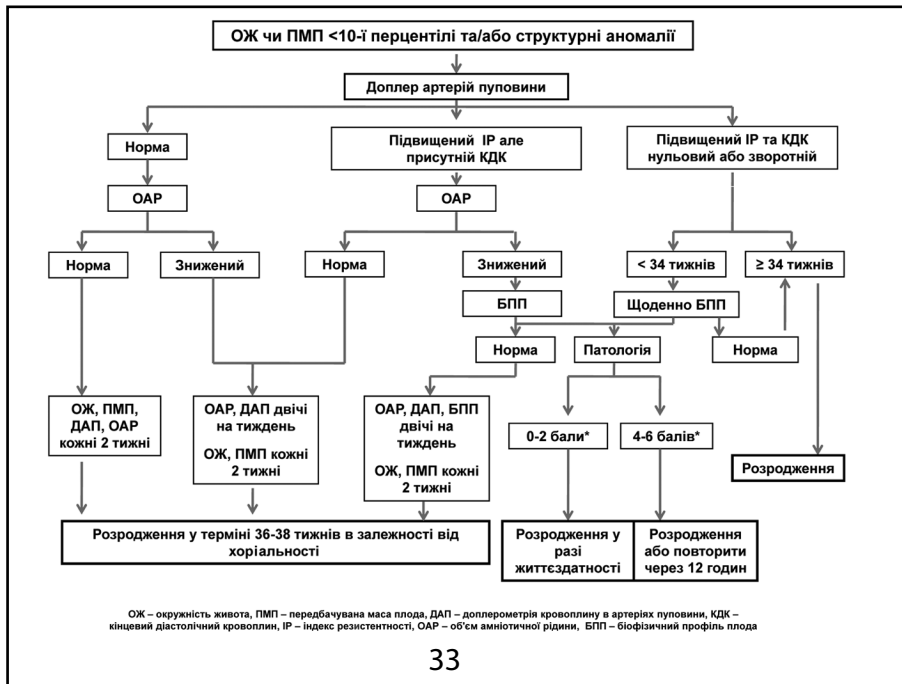 ОЖ чи ПМП <10-ї перцентілі та/або структурні аномалії
Доплер артерій пуповини
Норма
Підвищений ІР але
присутній КДК
Підвищений ІР та КДК
нульовий або зворотній
ОАР
ОАР
Норма
Знижений
Норма
Знижений
< 34 тижнів
≥ 34 тижнів
БПП
Щоденно БПП
Норма
Патологія
Норма
ОЖ, ПМП,
ДАП, ОАР
кожні 2 тижні
ОАР, ДАП двічі
на тиждень
ОЖ, ПМП кожні
2 тижні
ОАР, ДАП, БПП
двічі на
тиждень
ОЖ, ПМП кожні
2 тижні
0-2 бали*
4-6 балів*
Розродження
Розродження у терміні 36-38 тижнів в залежності від
хоріальності
Розродження у
разі
життєздатності
Розродження
або повторити
через 12 годин
ОЖ – окружність живота, ПМП – передбачувана маса плода, ДАП – доплерометрія кровоплину в артеріях пуповини, КДК –
кінцевий діастолічний кровоплин, ІР – індекс резистентності, ОАР – об'єм амніотичної рідини, БПП – біофізичний профіль плода
33